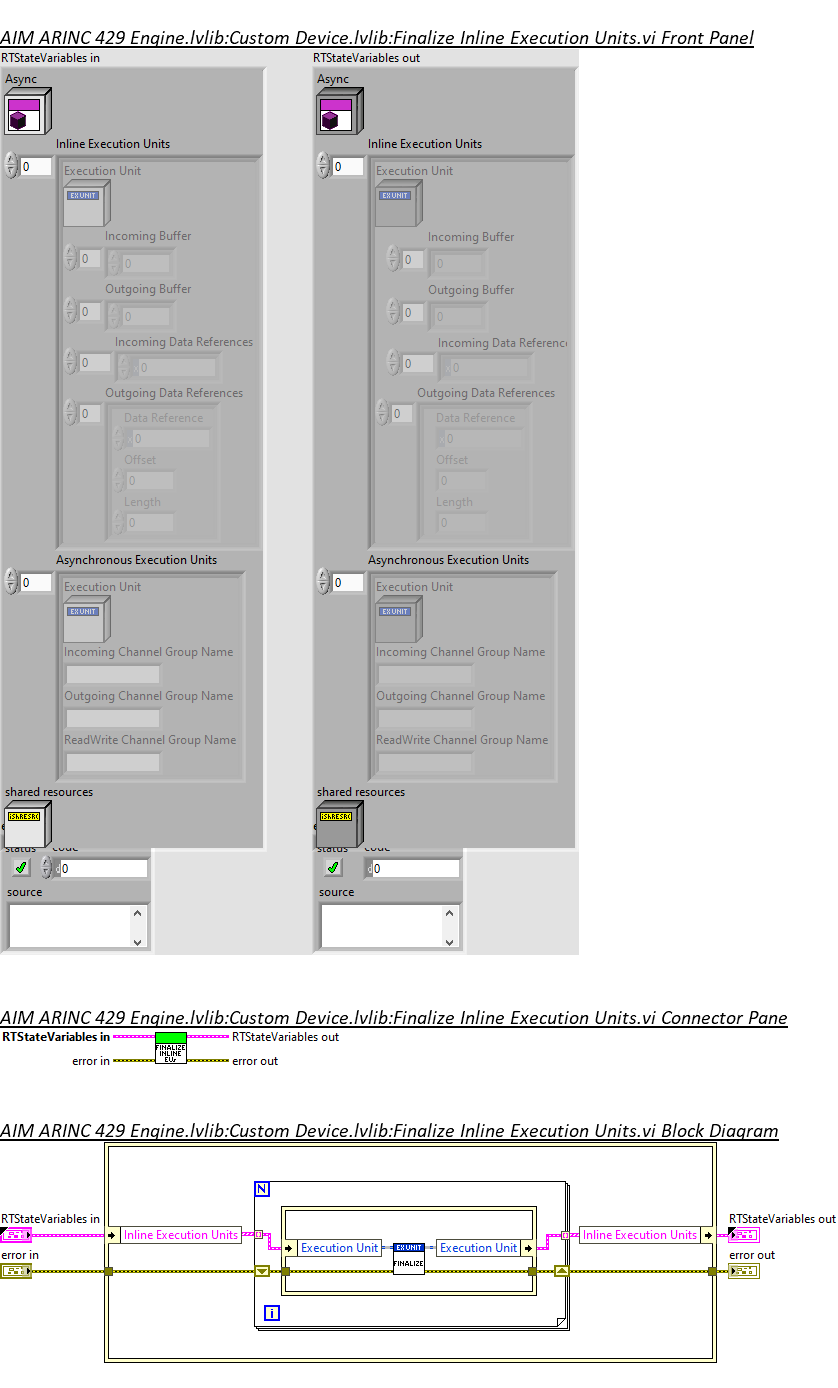 AIM ARINC 429 Engine.lvlib:Custom Device.lvlib:Finalize Inline Execution Units.vi Front Panel
RTStateVariables in
Async
Inline Execution Units
0
Execution Unit
EX UNIT
Incoming Buffer
0
0
Outgoing Buffer
0
0
Incoming Data References
0
0
Outgoing Data References
0
Data Reference
0
Offset
0
Length
0
Asynchronous Execution Units
0
Execution Unit
EX UNIT
Incoming Channel Group Name
Outgoing Channel Group Name
ReadWrite Channel Group Name
shared resources
iSHRESRC
status code
0
source
RTStateVariables out
Async
Inline Execution Units
0
Execution Unit
EX UNIT
Incoming Buffer
0
0
Outgoing Buffer
0
0
Incoming Data Referenc
0
0
Outgoing Data References
0
Data Reference
0
Offset
0
Length
0
Asynchronous Execution Units
0
Execution Unit
EX UNIT
Incoming Channel Group Name
Outgoing Channel Group Name
ReadWrite Channel Group Name
shared resources
iSHRESRC
status code
0
source
AIM ARINC 429 Engine.lvlib:Custom Device.lvlib:Finalize Inline Execution Units.vi Connector Pane
RTStateVariables in
FINALIZE
INLINE
EUs
RTStateVariables out
error in
error out
AIM ARINC 429 Engine.lvlib:Custom Device.lvlib:Finalize Inline Execution Units.vi Block Diagram
RTStateVariables in
error in
Inline Execution Units
N
Execution Unit
EX UNIT
FINALIZE
Execution Unit
i
Inline Execution Units
RTStateVariables out
error out